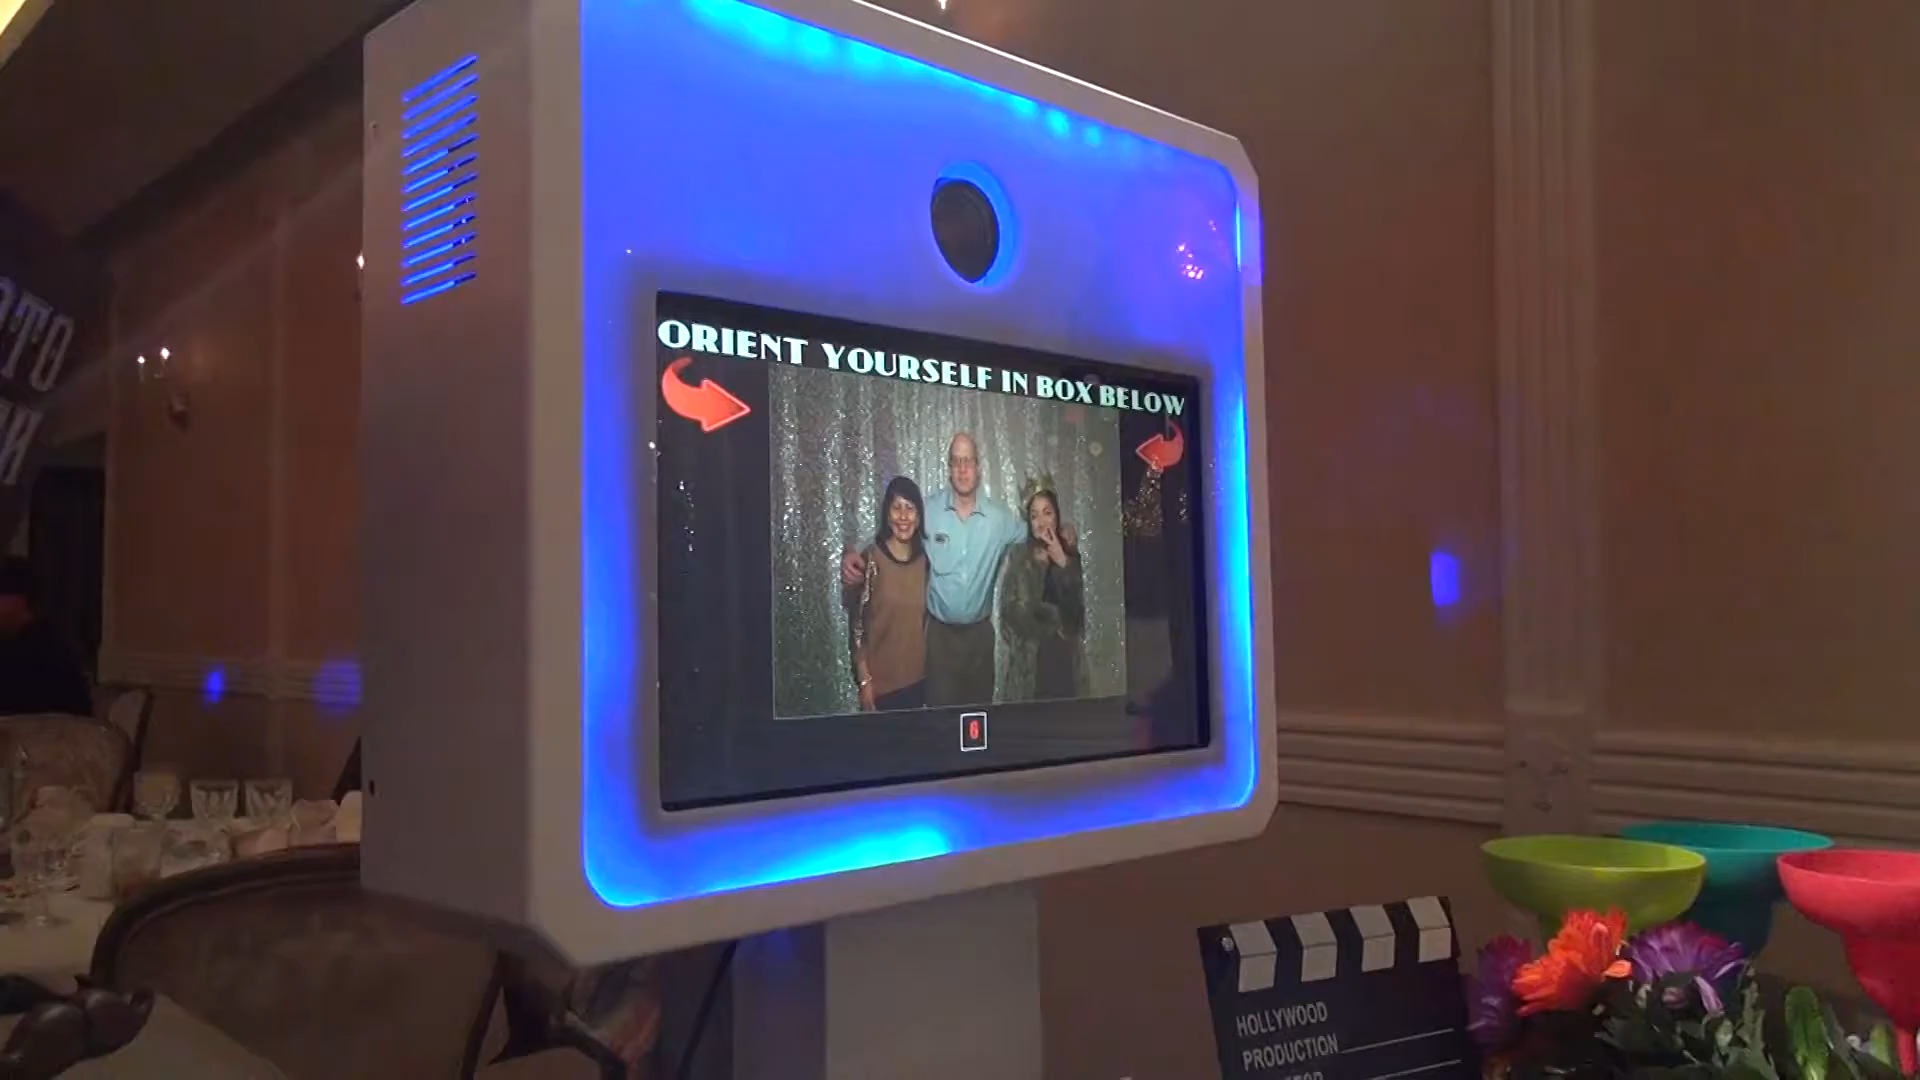 ORIENT YOURSELF IN BOX BELOW
6
HOLLYWOOD
PRODUCTION